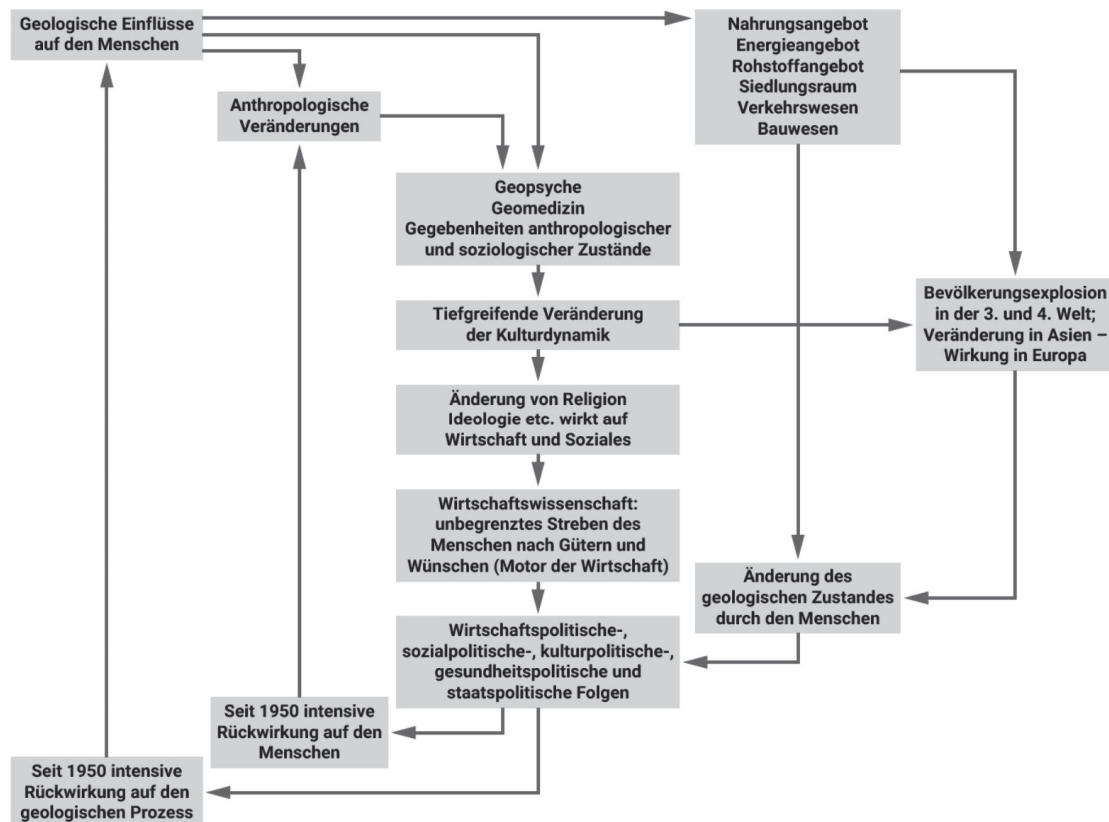 Geologische Einflüsse
auf den Menschen
Nahrungsangebot
Energieangebot
Rohstoffangebot
Siedlungsraum
Verkehrswesen
Bauwesen
Anthropologische
Veränderungen
Geopsyche
Geomedizin
Gegebenheiten anthropologischer
und soziologischer Zustände
Tiefgreifende Veränderung
der Kulturdynamik
Bevölkerungsexplosion
in der 3. und 4. Welt;
Veränderung in Asien –
Wirkung in Europa
Änderung von Religion
Ideologie etc. wirkt auf
Wirtschaft und Soziales
Wirtschaftswissenschaft:
unbegrenztes Streben des
Menschen nach Gütern und
Wünschen (Motor der Wirtschaft)
Änderung des
geologischen Zustandes
durch den Menschen
Wirtschaftspolitische-,
sozialpolitische-, kulturpolitische-,
gesundheitspolitische und
staatspolitische Folgen
Seit 1950 intensive
Rückwirkung auf den
Menschen
Seit 1950 intensive
Rückwirkung auf den
geologischen Prozess